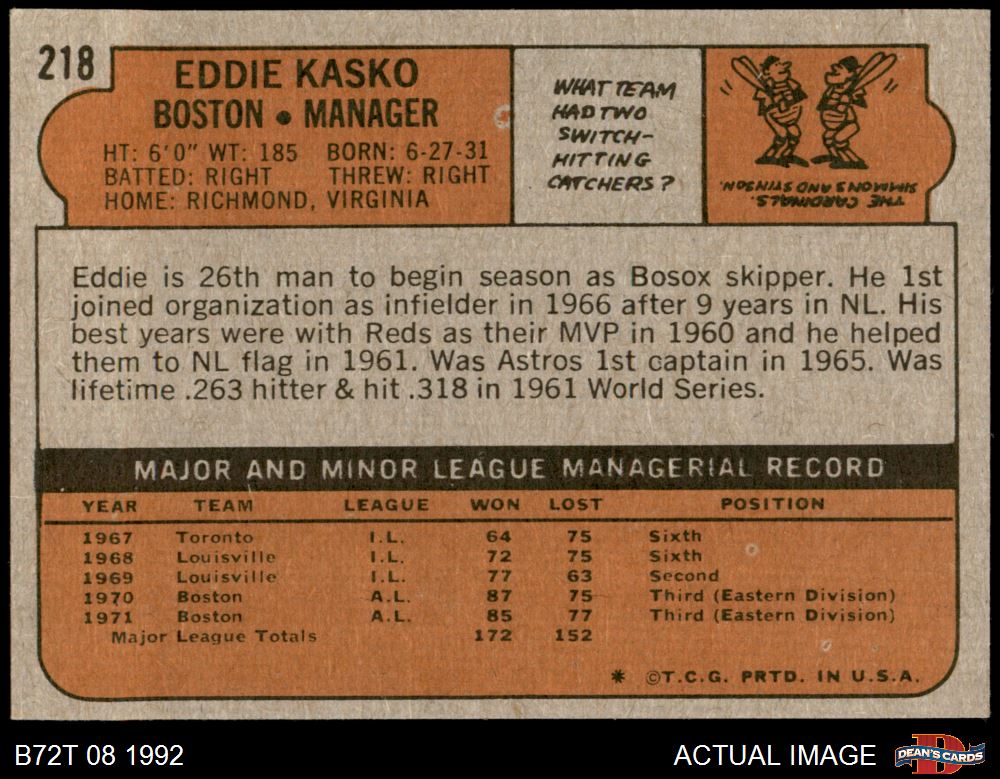 218
EDDIE KASKO
BOSTON • MANAGER
HT: 6'0" WT: 185 BORN: 6-27-31
BATTED: RIGHT THREW: RIGHT
HOME: RICHMOND, VIRGINIA
WHAT TEAM
HAD TWO
SWITCH-
HITTING
CATCHERS?
THE CARDINALS.
SIMMONS AND STINSON.
Eddie is 26th man to begin season as Bosox skipper. He 1st
joined organization as infielder in 1966 after 9 years in NL. His
best years were with Reds as their MVP in 1960 and he helped
them to NL flag in 1961. Was Astros 1st captain in 1965. Was
lifetime .263 hitter & hit .318 in 1961 World Series.
MAJOR AND MINOR LEAGUE MANAGERIAL RECORD
YEAR TEAM LEAGUE WON LOST POSITION
1967 Toronto I.L. 64 75 Sixth
1968 Louisville I.L. 72 75 Sixth
1969 Louisville I.L. 77 63 Second
1970 Boston A.L. 87 75 Third (Eastern Division)
1971 Boston A.L. 85 77 Third (Eastern Division)
Major League Totals 172 152
* ©T.C.G. PRTD. IN U.S.A.
B72T 08 1992 ACTUAL IMAGE DEAN'S CARDS